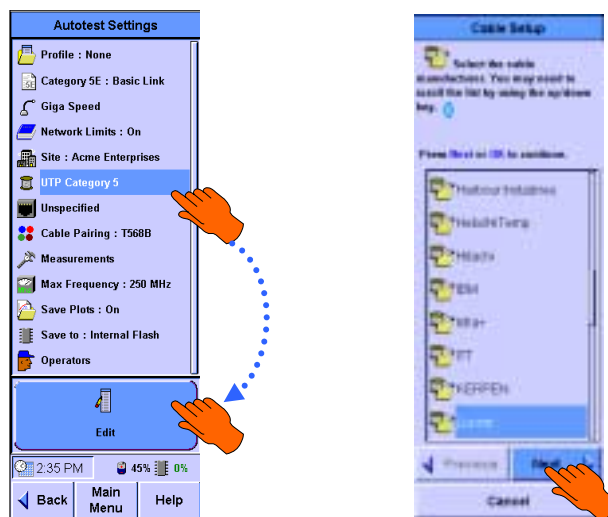 Autotest Settings
Profile : None
Category 5E : Basic Link
Giga Speed
Network Limits : On
Site : Acme Enterprises
UTP Category 5
Unspecified
Cable Pairing : T568B
Measurements
Max Frequency : 250 MHz
Save Plots : On
Save to : Internal Flash
Operators
Edit
2:35 PM 45% 0%
Back Main Menu Help
Cable Setup
Select the cable
manufacturer. You may need to
scroll the list by using the up/down
key.
Press Next or OK to continue.
Harbour Industries
Helix/HiTemp
Hitachi
IBM
ITT
KERPEN
Previous Next
Cancel